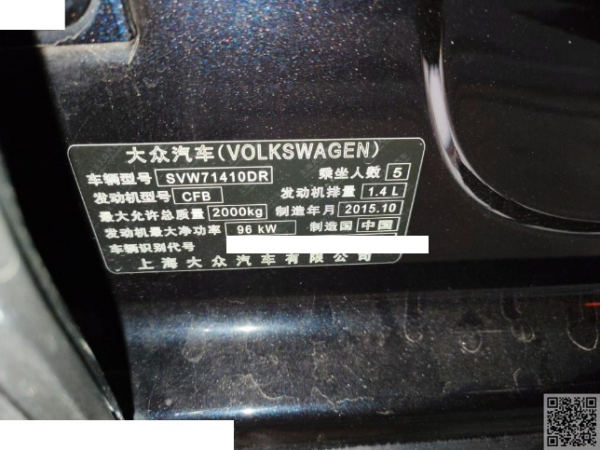 大众汽车(VOLKSWAGEN)
车辆型号 SVW71410DR 乘坐人数 5
发动机型号 CFB 发动机排量 1.4 L
最大允许总质量 2000kg 制造年月 2015.10
发动机最大净功率 96 kW 制造国 中国
车辆识别代号
上海大众汽车有限公司